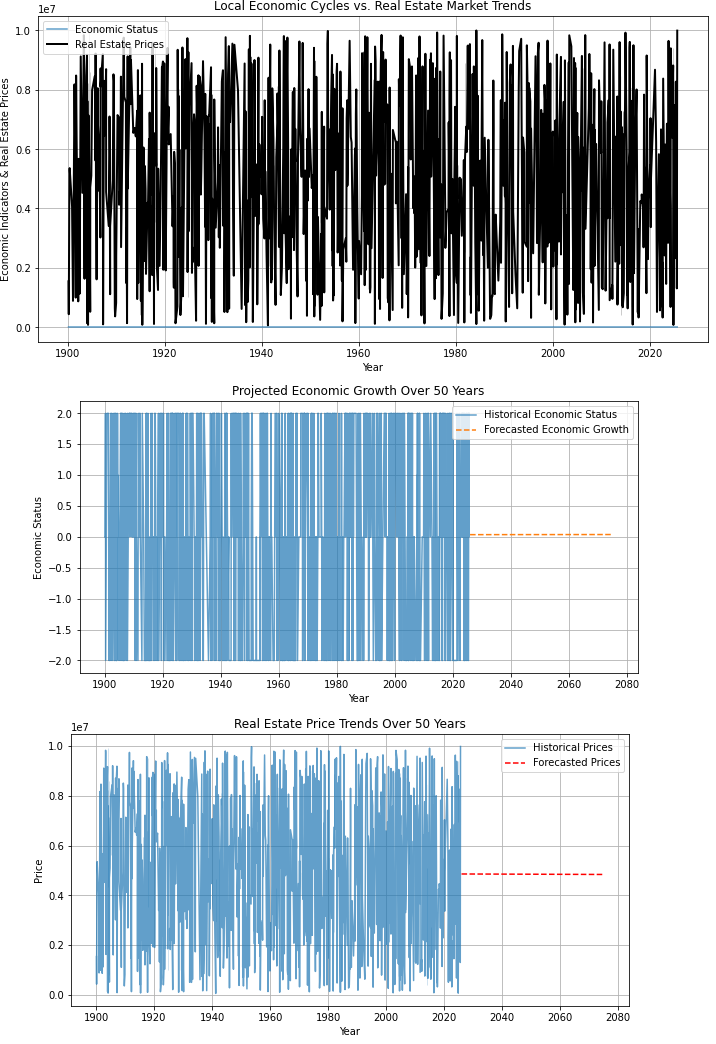 Local Economic Cycles vs. Real Estate Market Trends
1e7
Economic Status
Real Estate Prices
1.0
0.8
0.6
0.4
0.2
0.0
Economic Indicators & Real Estate Prices
1900 1920 1940 1960 1980 2000 2020
Year
Projected Economic Growth Over 50 Years
Historical Economic Status
Forecasted Economic Growth
2.0
1.5
1.0
0.5
0.0
−0.5
−1.0
−1.5
−2.0
Economic Status
1900 1920 1940 1960 1980 2000 2020 2040 2060 2080
Year
Real Estate Price Trends Over 50 Years
1e7
Historical Prices
Forecasted Prices
1.0
0.8
0.6
0.4
0.2
0.0
Price
1900 1920 1940 1960 1980 2000 2020 2040 2060 2080
Year